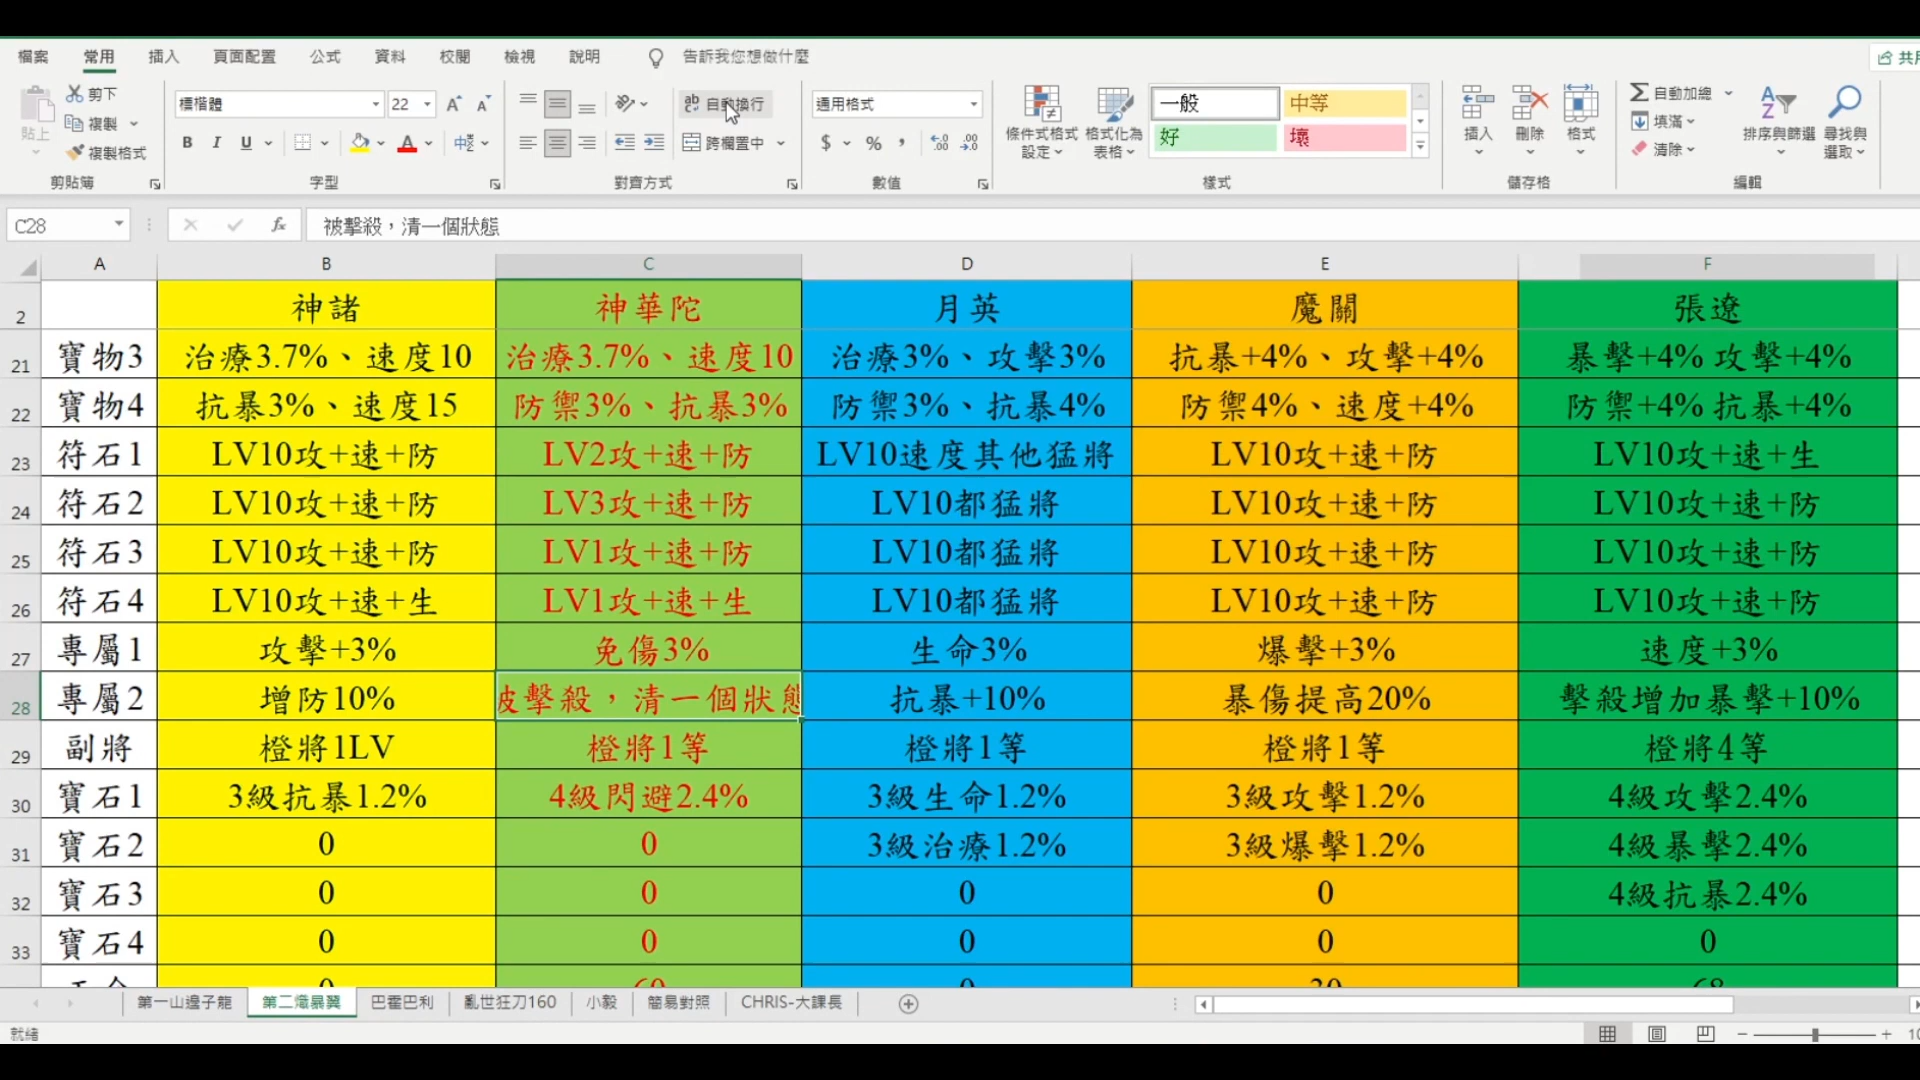 檔案 常用 插入 頁面配置 公式 資料 校閱 檢視 說明 告訴我您想做什麼
剪下
複製
貼上
複製格式
剪貼簿
標楷體 22
B I U
字型
自動換行
跨欄置中
對齊方式
通用格式
$ % ,
數值
條件式格式設定
格式化為表格
一般 中等
好 壞
樣式
插入 刪除 格式
儲存格
自動加總
填滿
清除
排序與篩選
尋找與選取
編輯
C28 fx 被擊殺，清一個狀態
A B C D E F
2 神諸 神華陀 月英 魔關 張遼
21 寶物3 治療3.7%、速度10 治療3.7%、速度10 治療3%、攻擊3% 抗暴+4%、攻擊+4% 暴擊+4% 攻擊+4%
22 寶物4 抗暴3%、速度15 防禦3%、抗暴3% 防禦3%、抗暴4% 防禦4%、速度+4% 防禦+4% 抗暴+4%
23 符石1 LV10攻+速+防 LV2攻+速+防 LV10速度其他猛將 LV10攻+速+防 LV10攻+速+生
24 符石2 LV10攻+速+防 LV3攻+速+防 LV10都猛將 LV10攻+速+防 LV10攻+速+防
25 符石3 LV10攻+速+防 LV1攻+速+防 LV10都猛將 LV10攻+速+防 LV10攻+速+防
26 符石4 LV10攻+速+生 LV1攻+速+生 LV10都猛將 LV10攻+速+防 LV10攻+速+防
27 專屬1 攻擊+3% 免傷3% 生命3% 爆擊+3% 速度+3%
28 專屬2 增防10% 被擊殺，清一個狀態 抗暴+10% 暴傷提高20% 擊殺增加暴擊+10%
29 副將 橙將1LV 橙將1等 橙將1等 橙將1等 橙將4等
30 寶石1 3級抗暴1.2% 4級閃避2.4% 3級生命1.2% 3級攻擊1.2% 4級攻擊2.4%
31 寶石2 0 0 3級治療1.2% 3級爆擊1.2% 4級暴擊2.4%
32 寶石3 0 0 0 0 4級抗暴2.4%
33 寶石4 0 0 0 0 0
第一山邊子龍 第二熾暴翼 巴霍巴利 亂世狂刀160 小毅 簡易對照 CHRIS-大課長
就緒